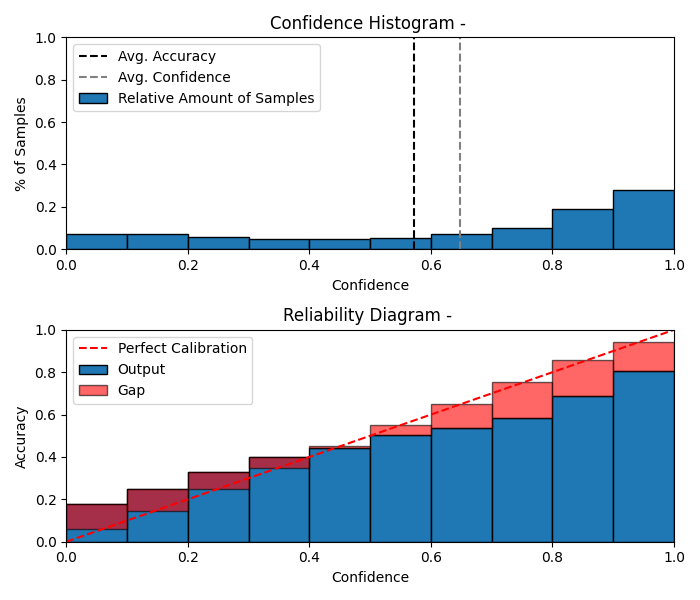 Confidence Histogram -
1.0
0.8
0.6
0.4
0.2
0.0
% of Samples
Avg. Accuracy
Avg. Confidence
Relative Amount of Samples
0.0 0.2 0.4 0.6 0.8 1.0
Confidence
Reliability Diagram -
1.0
0.8
0.6
0.4
0.2
0.0
Accuracy
Perfect Calibration
Output
Gap
0.0 0.2 0.4 0.6 0.8 1.0
Confidence